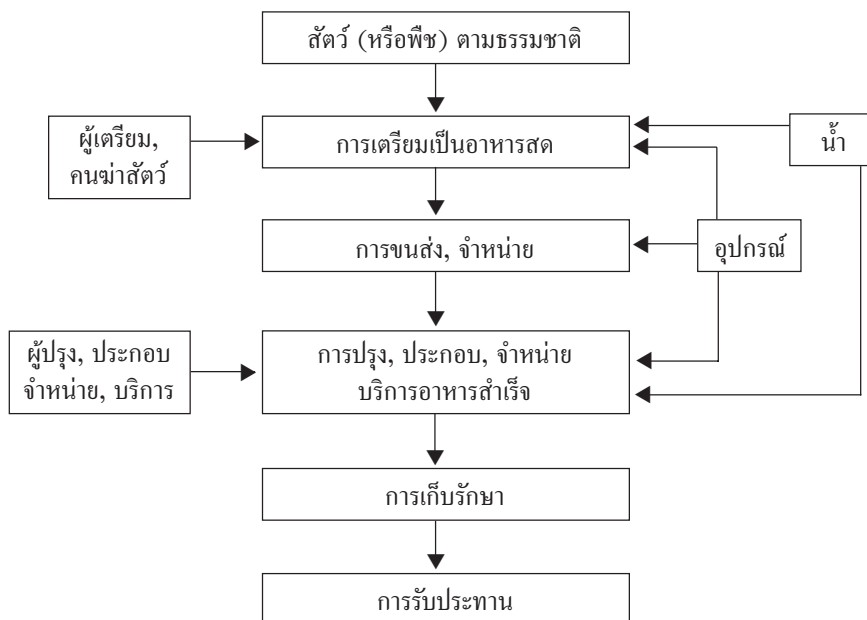 สัตว์ (หรือพืช) ตามธรรมชาติ
ผู้เตรียม,
คนฆ่าสัตว์
การเตรียมเป็นอาหารสด
น้ำ
การขนส่ง, จำหน่าย
อุปกรณ์
ผู้ปรุง, ประกอบ
จำหน่าย, บริการ
การปรุง, ประกอบ, จำหน่าย
บริการอาหารสำเร็จ
การเก็บรักษา
การรับประทาน